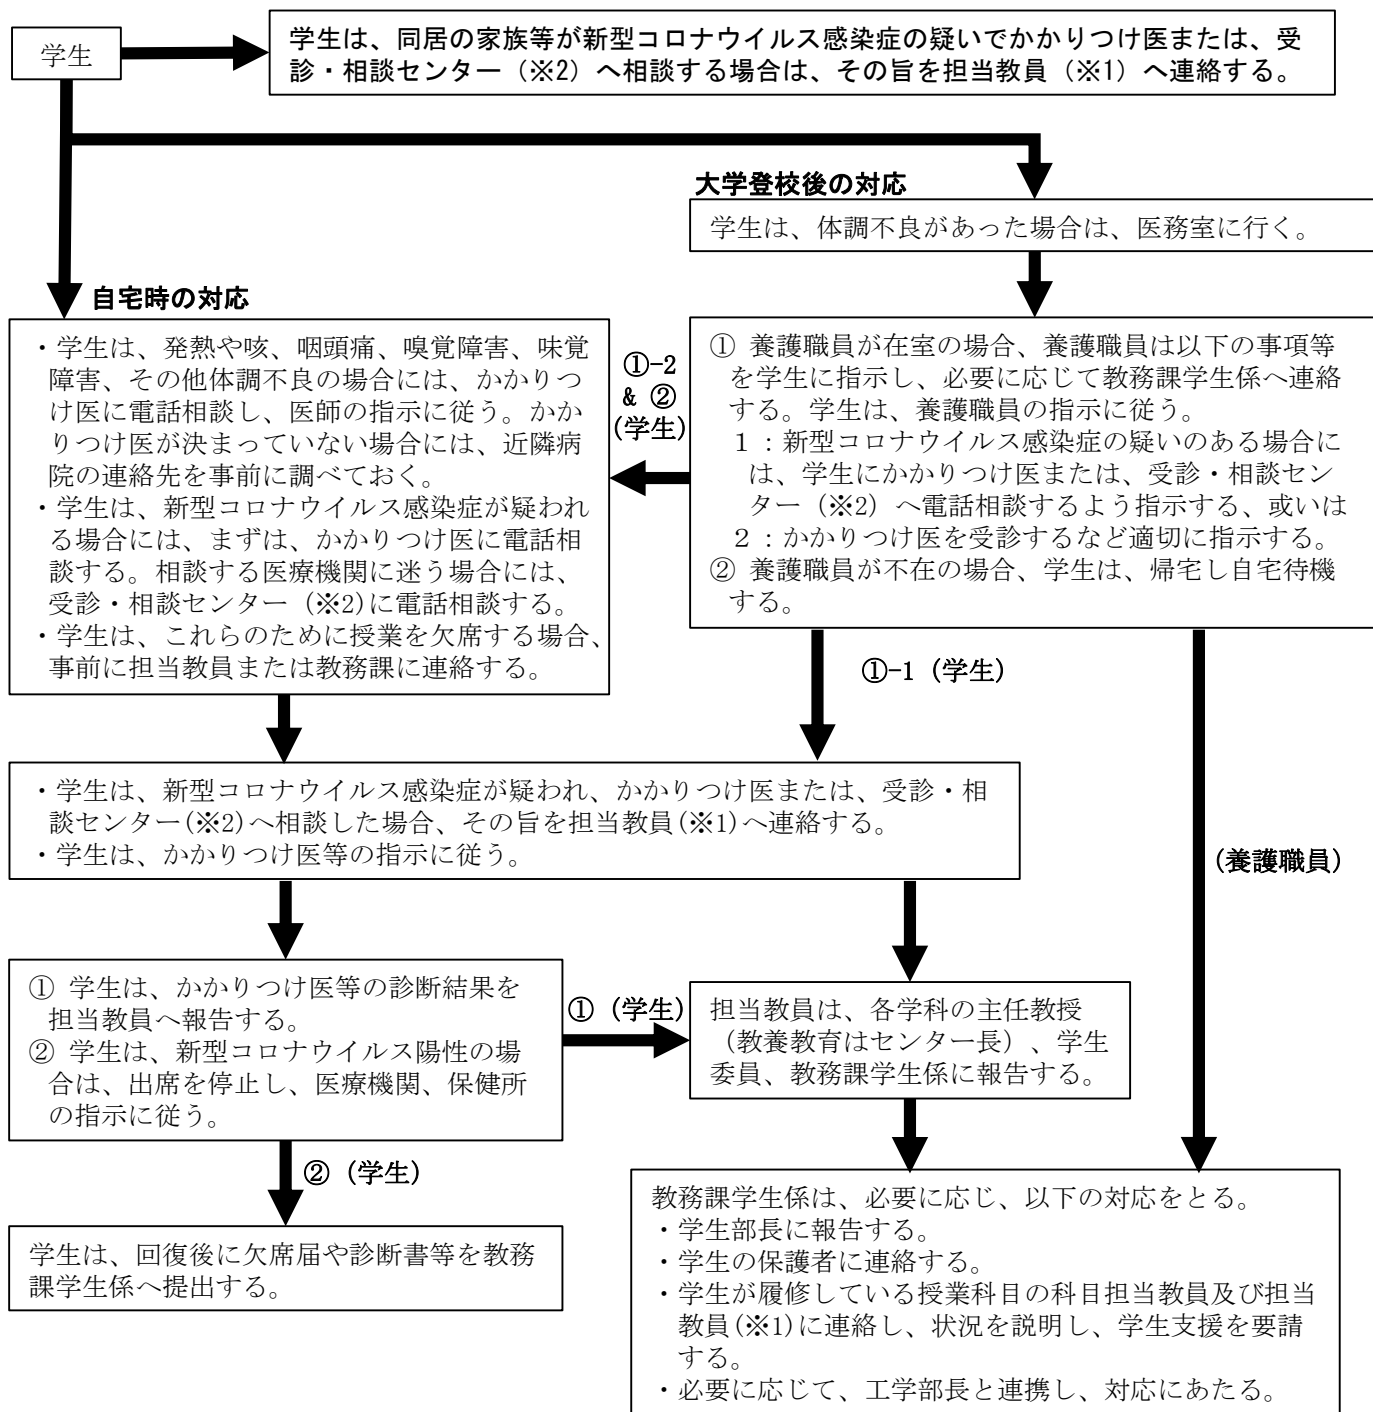 学生
学生は、同居の家族等が新型コロナウイルス感染症の疑いでかかりつけ医または、受
診・相談センター（※2）へ相談する場合は、その旨を担当教員（※1）へ連絡する。
大学登校後の対応
学生は、体調不良があった場合は、医務室に行く。
自宅時の対応
・学生は、発熱や咳、咽頭痛、嗅覚障害、味覚
障害、その他体調不良の場合には、かかりつ
け医に電話相談し、医師の指示に従う。かか
りつけ医が決まっていない場合には、近隣病
院の連絡先を事前に調べておく。
・学生は、新型コロナウイルス感染症が疑われ
る場合には、まずは、かかりつけ医に電話相
談する。相談する医療機関に迷う場合には、
受診・相談センター（※2)に電話相談する。
・学生は、これらのために授業を欠席する場合、
事前に担当教員または教務課に連絡する。
①-2
& ②
(学生)
① 養護職員が在室の場合、養護職員は以下の事項等
を学生に指示し、必要に応じて教務課学生係へ連絡
する。学生は、養護職員の指示に従う。
１：新型コロナウイルス感染症の疑いのある場合に
は、学生にかかりつけ医または、受診・相談セン
ター（※2）へ電話相談するよう指示する、或いは
２：かかりつけ医を受診するなど適切に指示する。
② 養護職員が不在の場合、学生は、帰宅し自宅待機
する。
①-1 (学生)
(養護職員)
・学生は、新型コロナウイルス感染症が疑われ、かかりつけ医または、受診・相
談センター(※2)へ相談した場合、その旨を担当教員(※1)へ連絡する。
・学生は、かかりつけ医等の指示に従う。
① 学生は、かかりつけ医等の診断結果を
担当教員へ報告する。
② 学生は、新型コロナウイルス陽性の場
合は、出席を停止し、医療機関、保健所
の指示に従う。
① (学生)
担当教員は、各学科の主任教授
（教養教育はセンター長）、学生
委員、教務課学生係に報告する。
② (学生)
学生は、回復後に欠席届や診断書等を教務
課学生係へ提出する。
教務課学生係は、必要に応じ、以下の対応をとる。
・学生部長に報告する。
・学生の保護者に連絡する。
・学生が履修している授業科目の科目担当教員及び担当
教員(※1)に連絡し、状況を説明し、学生支援を要請
する。
・必要に応じて、工学部長と連携し、対応にあたる。